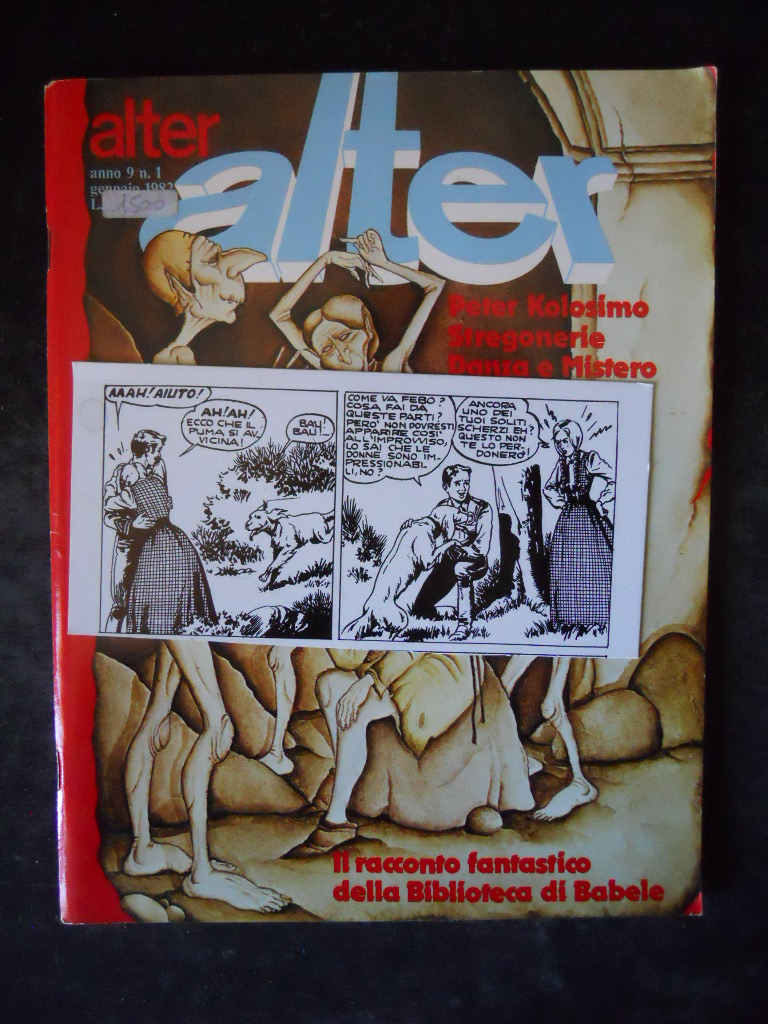 alter
alter
anno 9 n. 1
gennaio 1982
L.
1500
Peter Kolosimo
Stregonerie
Danza e Mistero
AAAH! AIUTO!
AH! AH!
ECCO CHE IL
PUMA SI AV-
VICINA!
BAU!
BAU!...
COME VA FEBO?
COSA FAI DA
QUESTE PARTI?
PERO' NON DOVRESTI
APPARIRE COSI'
ALL'IMPROVVISO,
LO SAI CHE LE
DONNE SONO IM-
PRESSIONABI-
LI, NO?
ANCORA
UNO DEI
TUOI SOLITI
SCHERZI EH?
QUESTO NON
TE LO PER-
DONERO'!
Il racconto fantastico
della Biblioteca di Babele